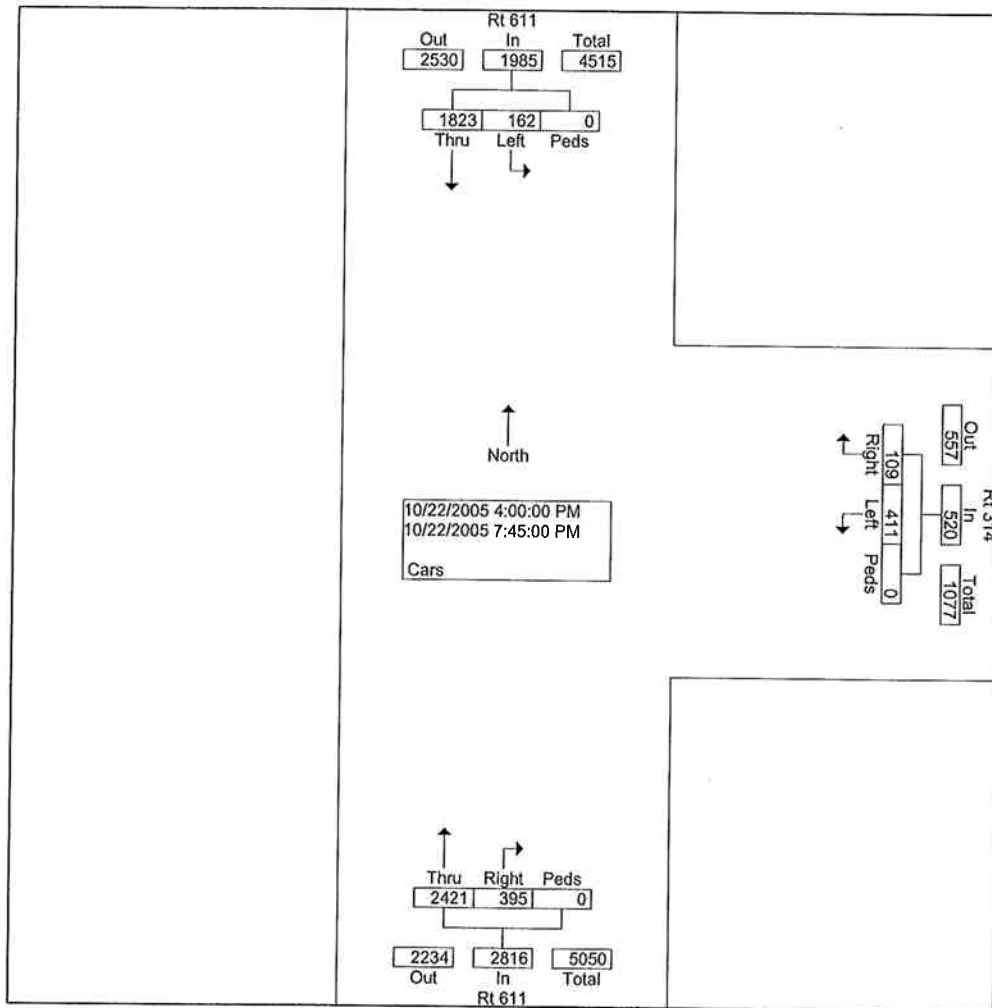 Rt 611
Out In Total
2530 1985 4515
1823 162 0
Thru Left Peds
North
10/22/2005 4:00:00 PM
10/22/2005 7:45:00 PM
Cars
Rt 314
Out In Total
557 520 1077
109 411 0
Right Left Peds
Thru Right Peds
2421 395 0
2234 2816 5050
Out In Total
Rt 611